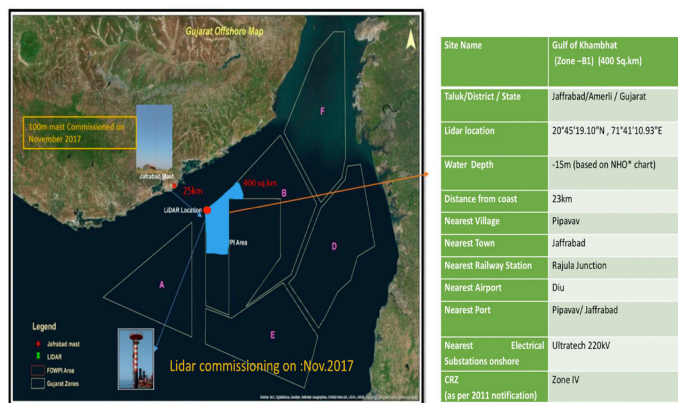 Gujarat Offshore Map
N
100m mast Commissioned on
November 2017
Jafrabad Mast
25km
400 sq.km
LiDAR Location
PI Area
F
B
D
A
E
Legend
Jafrabad mast
LIDAR
FOWPI Area
Gujarat Zones
Lidar commissioning on :Nov.2017
Site Name Gulf of Khambhat
(Zone –B1) (400 Sq.km)
Taluk/District / State Jaffrabad/Amerli / Gujarat
Lidar location 20°45'19.10"N , 71°41'10.93"E
Water Depth -15m (based on NHO* chart)
Distance from coast 23km
Nearest Village Pipavav
Nearest Town Jaffrabad
Nearest Railway Station Rajula Junction
Nearest Airport Diu
Nearest Port Pipavav/ Jaffrabad
Nearest Electrical Ultratech 220kV
Substations onshore
CRZ Zone IV
(as per 2011 notification)